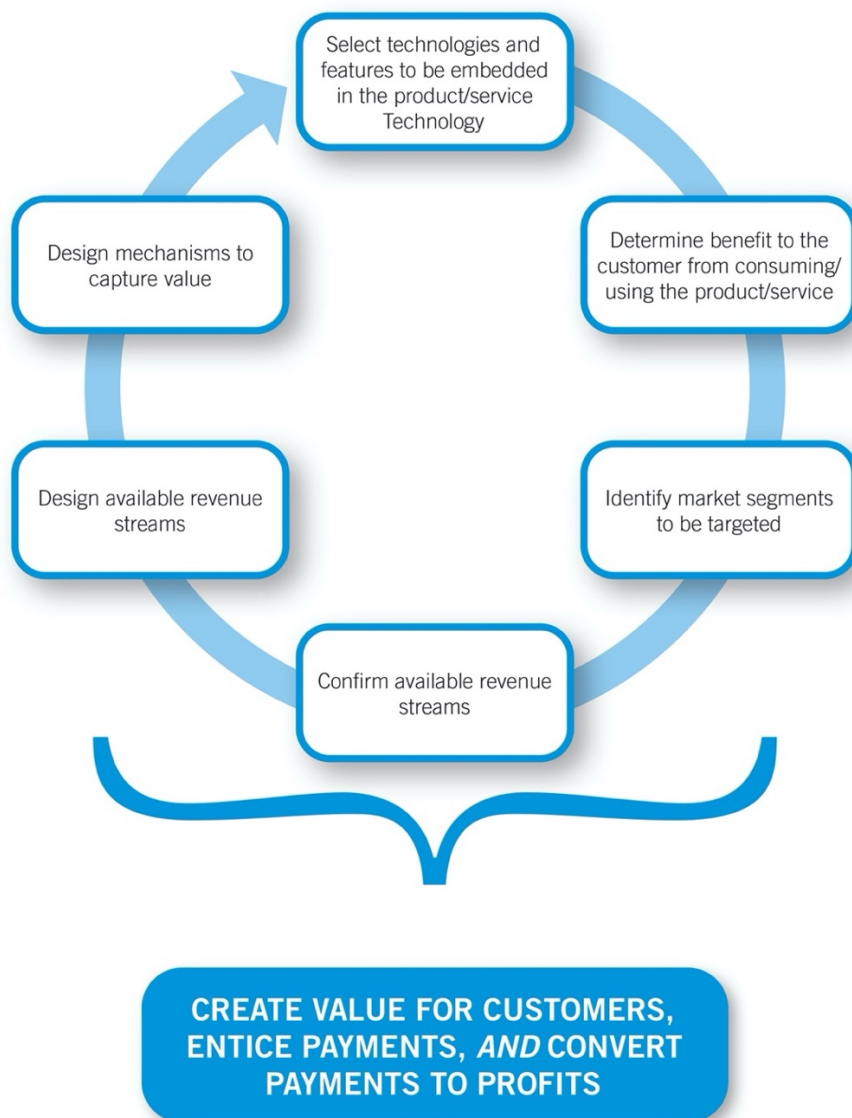 Select technologies and
features to be embedded
in the product/service
Technology
Determine benefit to the
customer from consuming/
using the product/service
Identify market segments
to be targeted
Confirm available revenue
streams
Design available revenue
streams
Design mechanisms to
capture value
CREATE VALUE FOR CUSTOMERS,
ENTICE PAYMENTS, AND CONVERT
PAYMENTS TO PROFITS